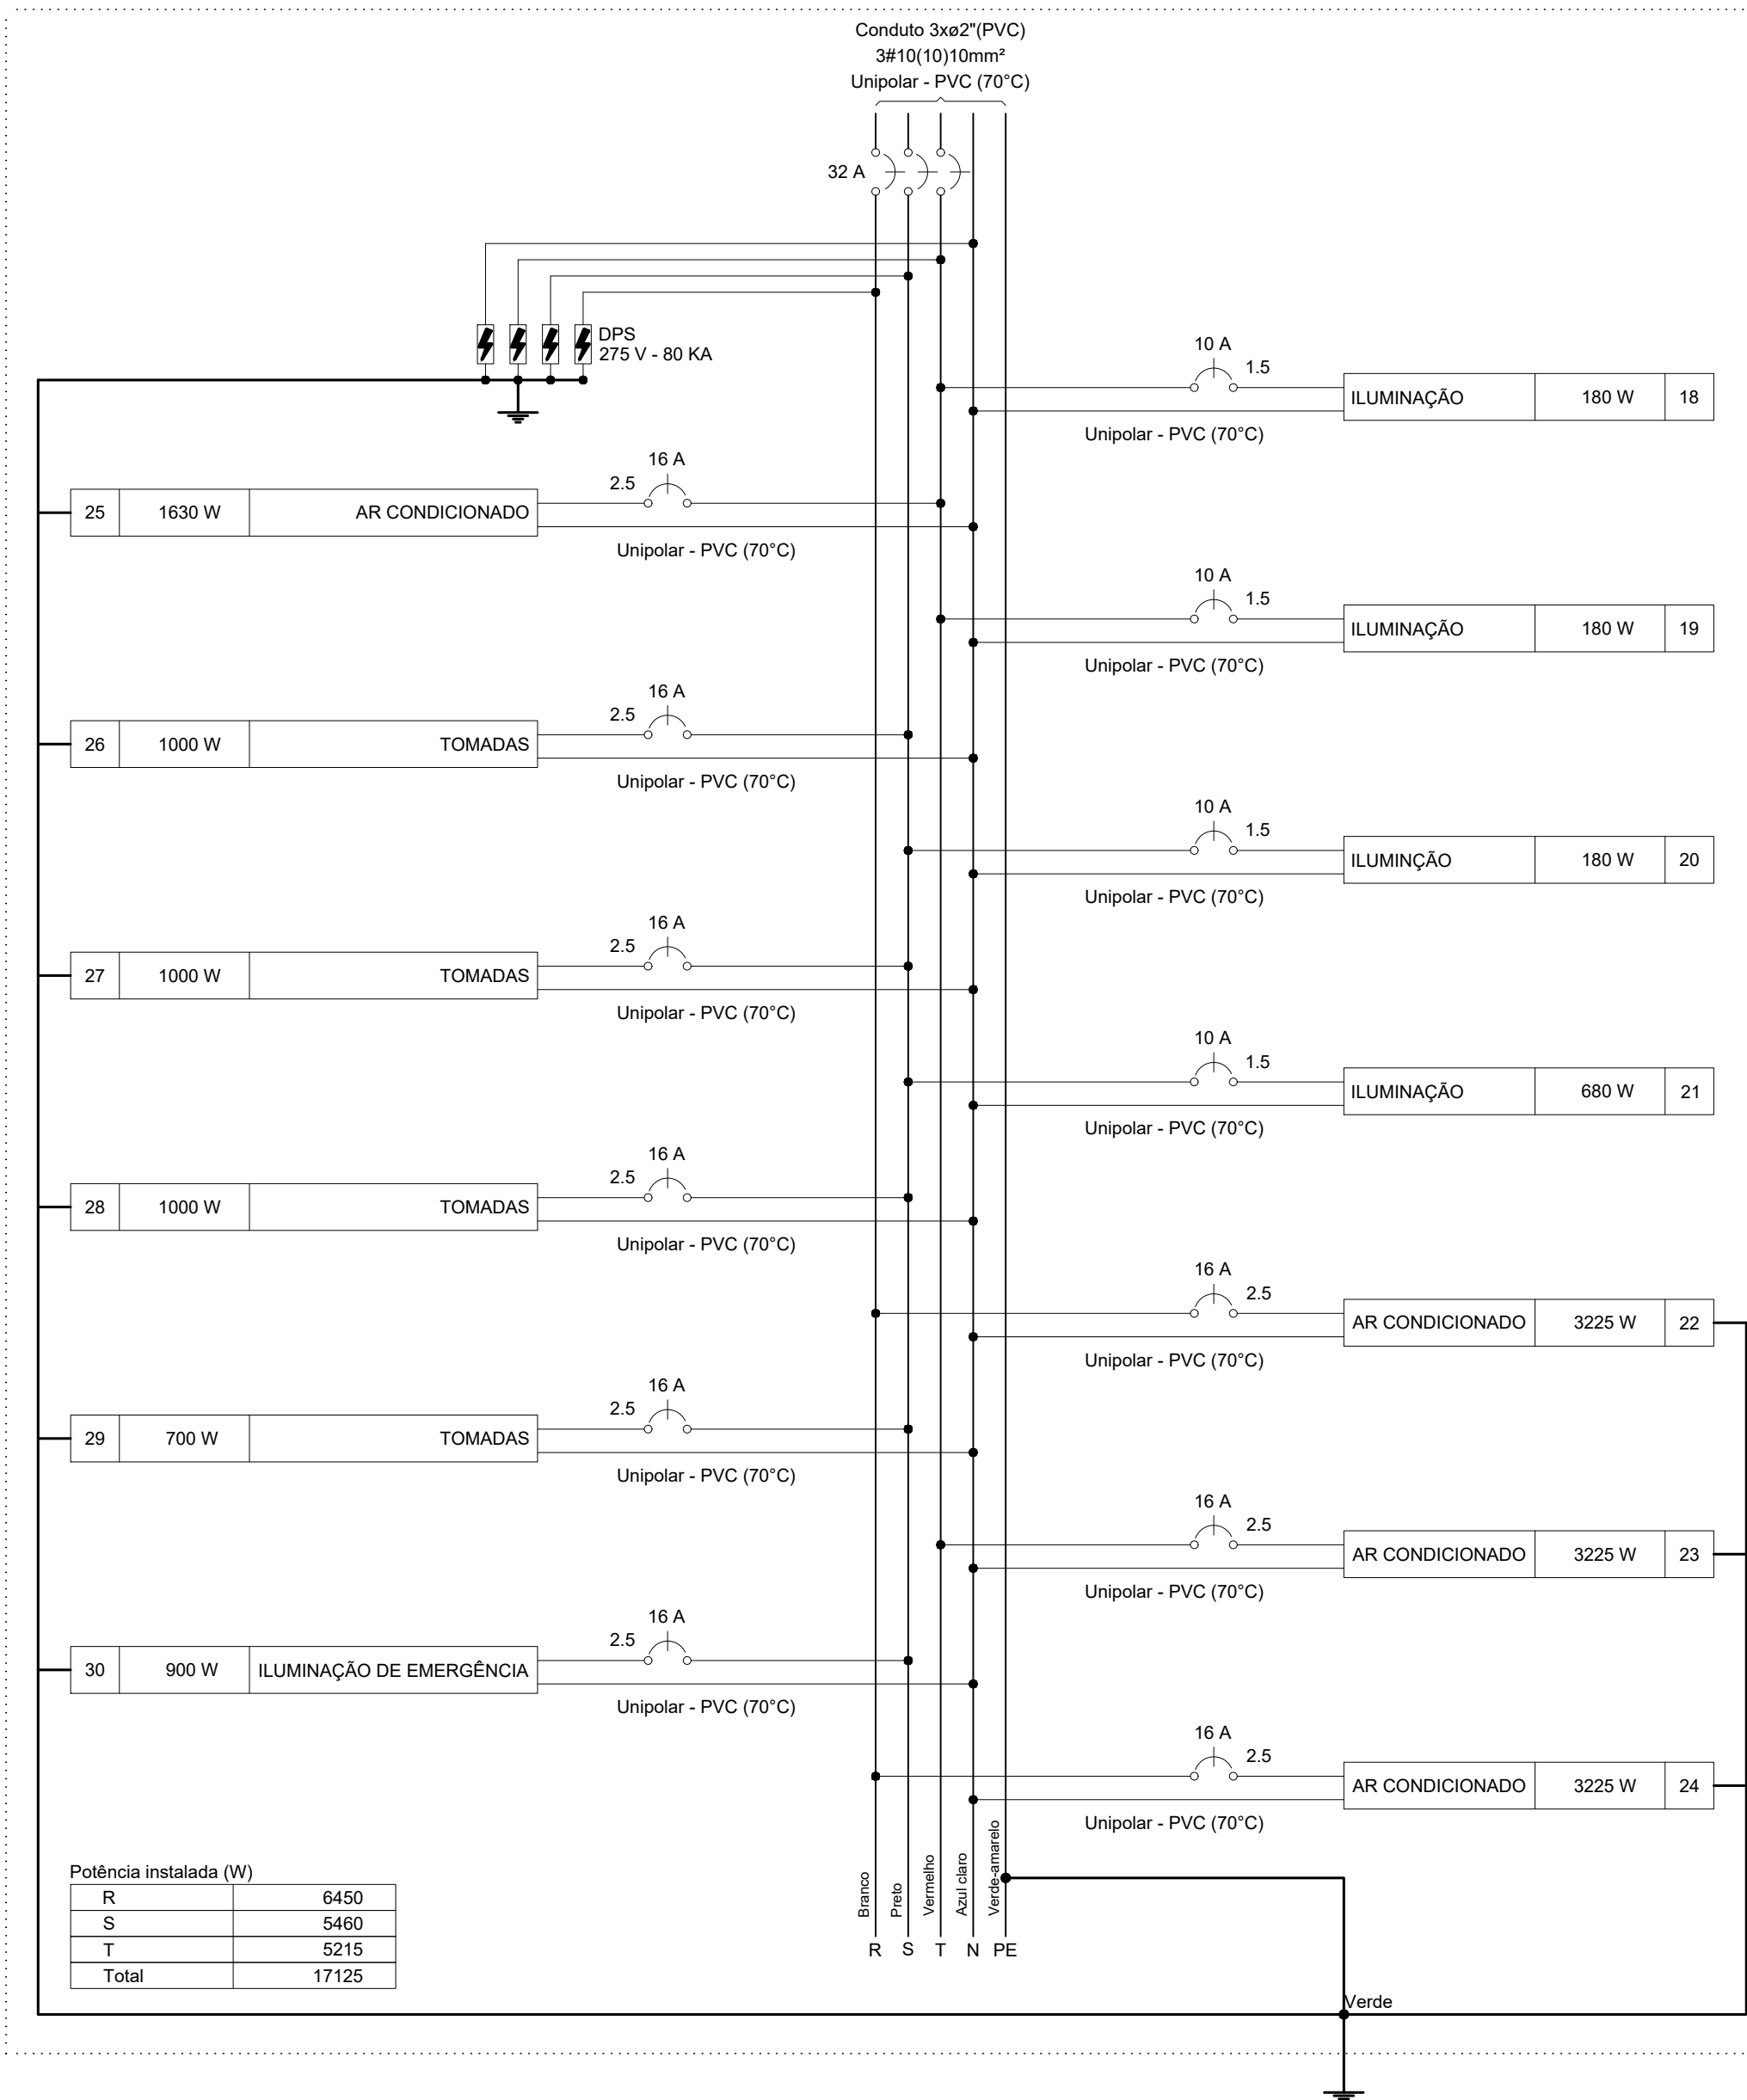 Conduto 3xø2"(PVC)
3#10(10)10mm²
Unipolar - PVC (70°C)
32 A
DPS
275 V - 80 KA
10 A
1.5
ILUMINAÇÃO 180 W 18
Unipolar - PVC (70°C)
16 A
2.5
25 1630 W AR CONDICIONADO
Unipolar - PVC (70°C)
10 A
1.5
ILUMINAÇÃO 180 W 19
Unipolar - PVC (70°C)
16 A
2.5
26 1000 W TOMADAS
Unipolar - PVC (70°C)
10 A
1.5
ILUMINÇÃO 180 W 20
Unipolar - PVC (70°C)
16 A
2.5
27 1000 W TOMADAS
Unipolar - PVC (70°C)
10 A
1.5
ILUMINAÇÃO 680 W 21
Unipolar - PVC (70°C)
16 A
2.5
28 1000 W TOMADAS
Unipolar - PVC (70°C)
16 A
2.5
AR CONDICIONADO 3225 W 22
Unipolar - PVC (70°C)
16 A
2.5
29 700 W TOMADAS
Unipolar - PVC (70°C)
16 A
2.5
AR CONDICIONADO 3225 W 23
Unipolar - PVC (70°C)
16 A
2.5
30 900 W ILUMINAÇÃO DE EMERGÊNCIA
Unipolar - PVC (70°C)
16 A
2.5
AR CONDICIONADO 3225 W 24
Unipolar - PVC (70°C)
Potência instalada (W)
R 6450
S 5460
T 5215
Total 17125
Branco
Preto
Vermelho
Azul claro
Verde-amarelo
R S T N PE
Verde